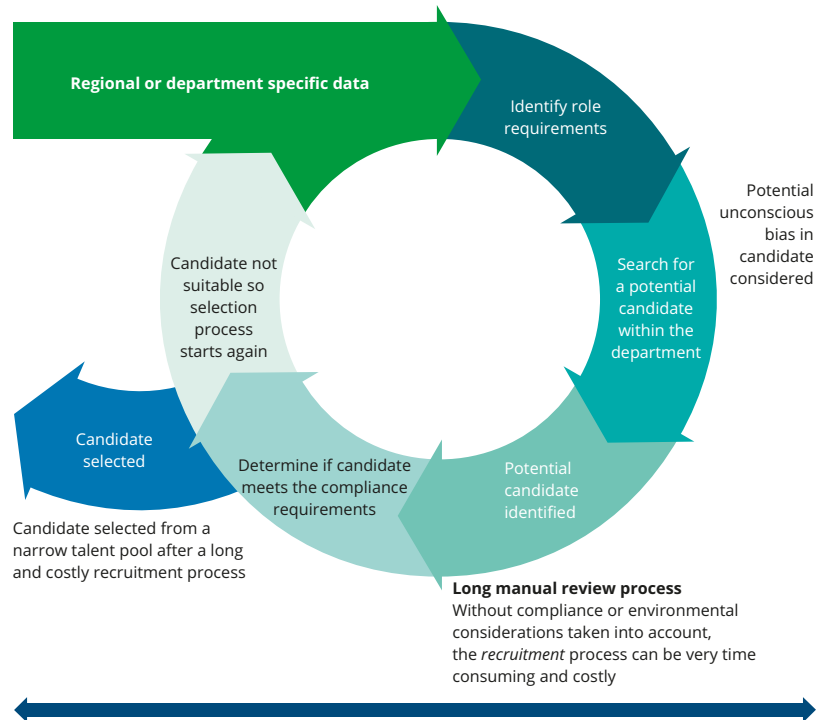 Regional or department specific data
Identify role
requirements
Potential
unconscious
bias in
candidate
considered
Search for
a potential
candidate
within the
department
Potential
candidate
identified
Long manual review process
Without compliance or environmental
considerations taken into account,
the recruitment process can be very time
consuming and costly
Determine if candidate
meets the compliance
requirements
Candidate not
suitable so
selection
process
starts again
Candidate
selected
Candidate selected from a
narrow talent pool after a long
and costly recruitment process